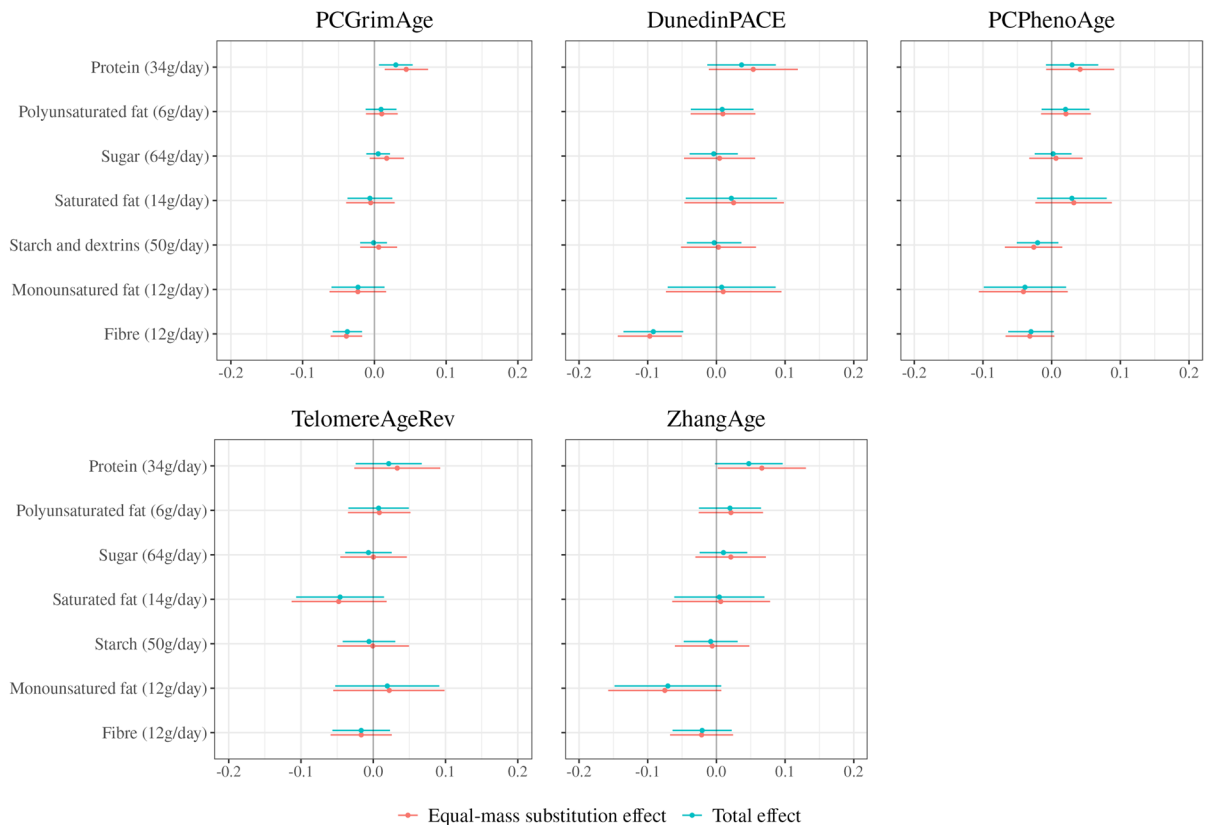 PCGrimAge DunedinPACE PCPhenoAge
Protein (34g/day)
Polyunsaturated fat (6g/day)
Sugar (64g/day)
Saturated fat (14g/day)
Starch and dextrins (50g/day)
Monounsatured fat (12g/day)
Fibre (12g/day)
-0.2 0.0 0.1 0.2 -0.2 -0.1 0.0 0.1 0.2 -0.2 -0.1 0.0 0.1 0.2
TelomereAgeRev ZhangAge
Protein (34g/day)
Polyunsaturated fat (6g/day)
Sugar (64g/day)
Saturated fat (14g/day)
Starch (50g/day)
Monounsatured fat (12g/day)
Fibre (12g/day)
-0.2 -0.1 0.0 0.1 0.2 -0.2 -0.1 0.0 0.1 0.2
Equal-mass substitution effect Total effect